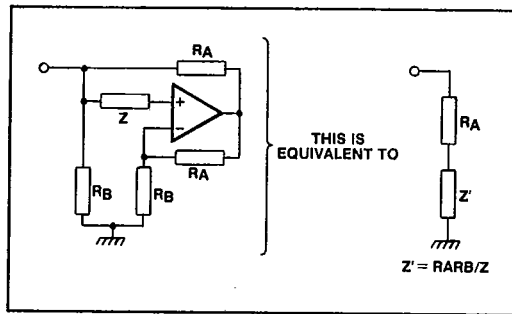 RA
Z
+
−
RA
RB
RB
THIS IS
EQUIVALENT TO
RA
Z'
Z' = RARB/Z